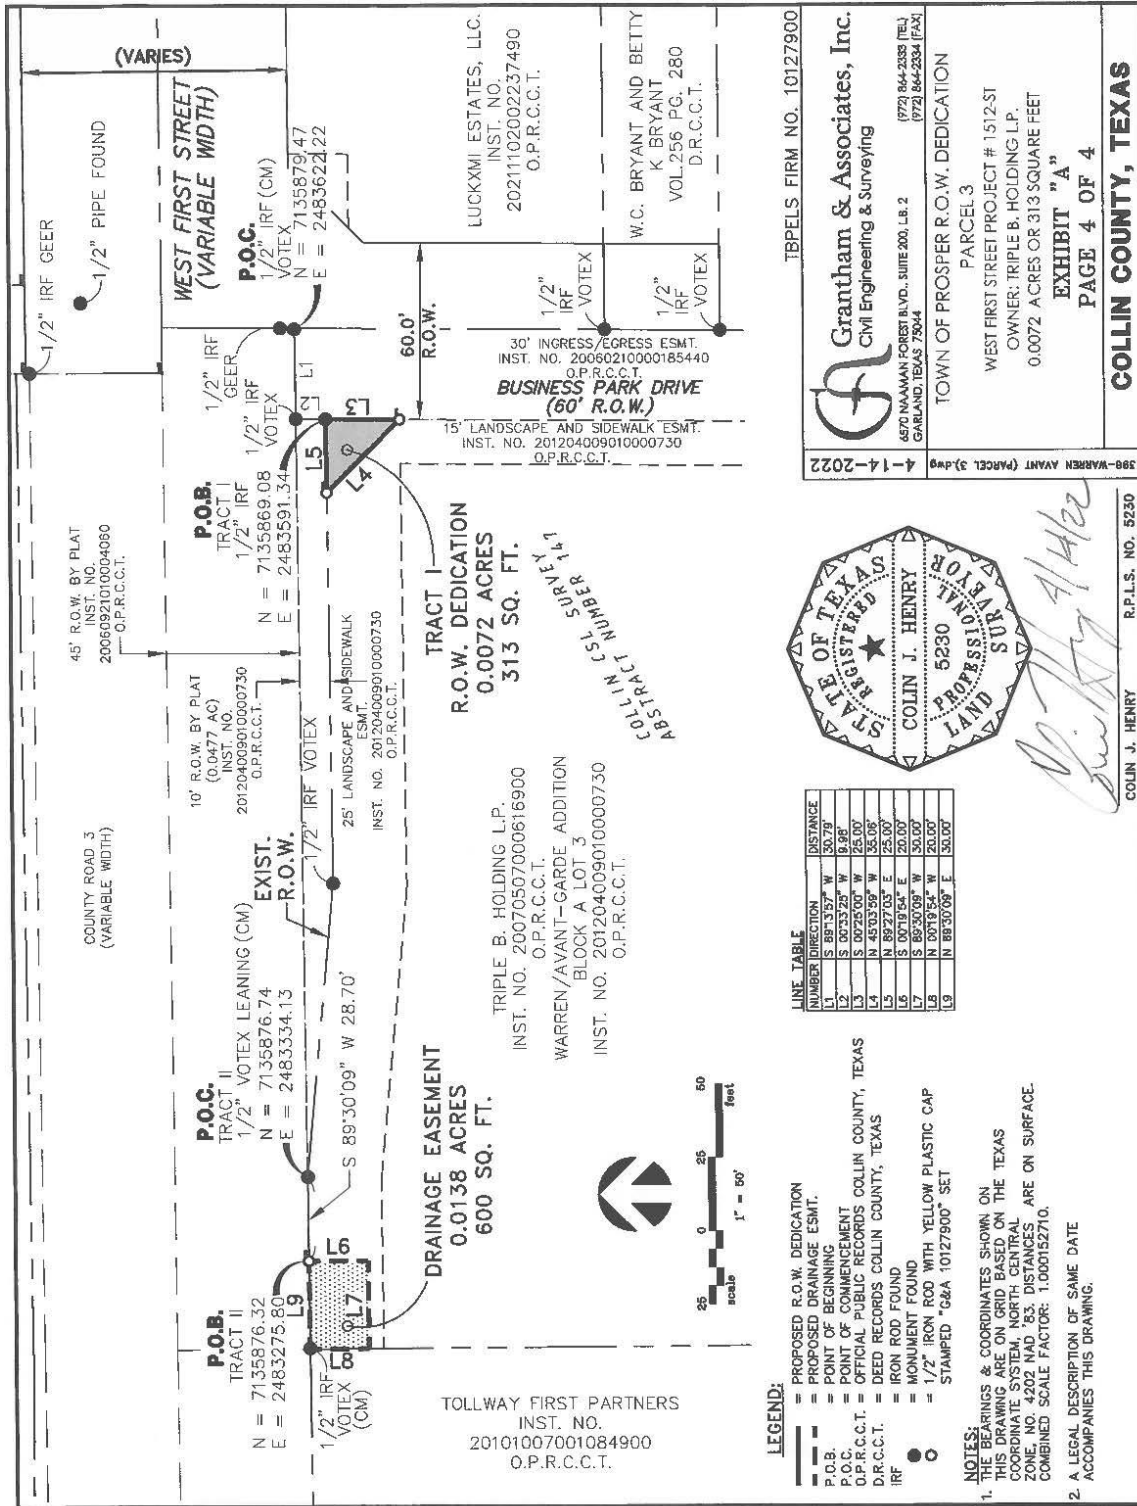 COUNTY ROAD 3
(VARIABLE WIDTH)
45' R.O.W. BY PLAT
INST. NO.
20060921010004060
O.P.R.C.C.T.
1/2" IRF GEER
1/2" PIPE FOUND
(VARIES)
WEST FIRST STREET
(VARIABLE WIDTH)
10' R.O.W. BY PLAT
(0.0477 AC)
INST. NO.
20120400901000730
O.P.R.C.C.T.
P.O.B.
TRACT II
N = 7135876.32
E = 2483275.80
P.O.C.
TRACT II
1/2" VOTEX LEANING (CM)
N = 7135876.74
E = 2483334.13
EXIST.
R.O.W.
P.O.B.
TRACT I
1/2" IRF
N = 7135869.08
E = 2483591.34
1/2" IRF
GEER
1/2" IRF
VOTEX
P.O.C.
1/2" IRF (CM)
VOTEX
N = 7135879.47
E = 2483622.22
1/2" IRF
VOTEX
(CM)
L9
L6
L7
L8
S 89°30'09" W 28.70'
1/2" IRF VOTEX
25' LANDSCAPE AND SIDEWALK
ESMT.
INST. NO. 20120400901000730
O.P.R.C.C.T.
L1
L2
L3
L4
L5
60.0'
R.O.W.
LUCKXMI ESTATES, LLC.
INST. NO.
20211102002237490
O.P.R.C.C.T.
DRAINAGE EASEMENT
0.0138 ACRES
600 SQ. FT.
TRACT I
R.O.W. DEDICATION
0.0072 ACRES
313 SQ. FT.
15' LANDSCAPE AND SIDEWALK ESMT.
INST. NO. 20120400901000730
O.P.R.C.C.T.
BUSINESS PARK DRIVE
(60' R.O.W.)
30' INGRESS/EGRESS ESMT.
INST. NO. 20060210000185440
O.P.R.C.C.T.
1/2"
IRF
VOTEX
1/2"
IRF
VOTEX
W.C. BRYANT AND BETTY
K BRYANT
VOL.256 PG. 280
D.R.C.C.T.
TOLLWAY FIRST PARTNERS
INST. NO.
20101007001084900
O.P.R.C.C.T.
TRIPLE B. HOLDING L.P.
INST. NO. 20070507000616900
O.P.R.C.C.T.
WARREN/AVANT-GARDE ADDITION
BLOCK A LOT 3
INST. NO. 20120400901000730
O.P.R.C.C.T.
COLLIN CSL SURVEY
ABSTRACT NUMBER 147
25 0 25 50
scale 1" = 50' feet
LEGEND:
= PROPOSED R.O.W. DEDICATION
= PROPOSED DRAINAGE ESMT.
P.O.B. = POINT OF BEGINNING
P.O.C. = POINT OF COMMENCEMENT
O.P.R.C.C.T. = OFFICIAL PUBLIC RECORDS COLLIN COUNTY, TEXAS
D.R.C.C.T. = DEED RECORDS COLLIN COUNTY, TEXAS
IRF = IRON ROD FOUND
= MONUMENT FOUND
= 1/2" IRON ROD WITH YELLOW PLASTIC CAP
STAMPED "G&A 10127900" SET
NOTES:
1. THE BEARINGS & COORDINATES SHOWN ON
THIS DRAWING ARE ON GRID BASED ON THE TEXAS
COORDINATE SYSTEM, NORTH CENTRAL
ZONE, NO. 4202 NAD '83. DISTANCES ARE ON SURFACE.
COMBINED SCALE FACTOR: 1.000152710.
2. A LEGAL DESCRIPTION OF SAME DATE
ACCOMPANIES THIS DRAWING.
LINE TABLE
NUMBER DIRECTION DISTANCE
L1 S 89°13'57" W 30.79'
L2 S 00°33'25" W 9.98'
L3 S 00°25'00" W 25.00'
L4 N 45°03'59" W 35.06'
L5 N 89°27'03" E 25.00'
L6 S 00°19'54" E 20.00'
L7 S 89°30'09" W 30.00'
L8 N 00°19'54" W 20.00'
L9 N 89°30'09" E 30.00'
STATE OF TEXAS
REGISTERED
COLIN J. HENRY
5230
PROFESSIONAL
LAND SURVEYOR
4/14/22
COLIN J. HENRY R.P.L.S. NO. 5230
TBPELS FIRM NO. 10127900
GA
Grantham & Associates, Inc.
Civil Engineering & Surveying
6570 NAAMAN FOREST BLVD., SUITE 200, L.B. 2 (972) 864-2333 (TEL)
GARLAND, TEXAS 75044 (972) 864-2334 (FAX)
4-14-2022
398-WARREN AVANT (PARCEL 3).dwg
TOWN OF PROSPER R.O.W. DEDICATION
PARCEL 3
WEST FIRST STREET PROJECT # 1512-ST
OWNER: TRIPLE B. HOLDING L.P.
0.0072 ACRES OR 313 SQUARE FEET
EXHIBIT "A"
PAGE 4 OF 4
COLLIN COUNTY, TEXAS